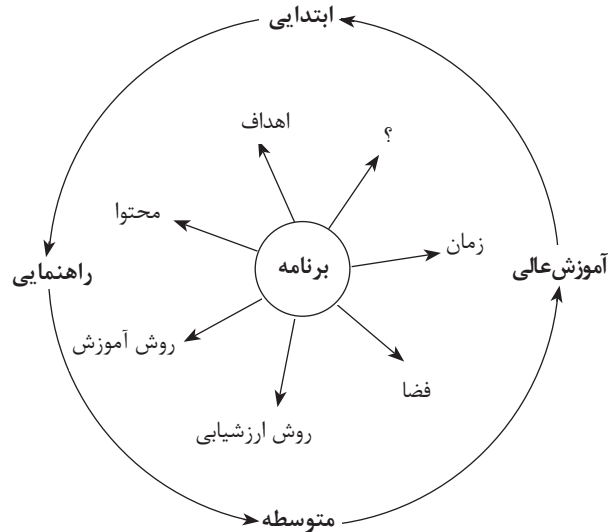 ابتدایی
اهداف
؟
محتوا
زمان
برنامه
راهنمایی
آموزش‌عالی
روش آموزش
فضا
روش ارزشیابی
متوسطه